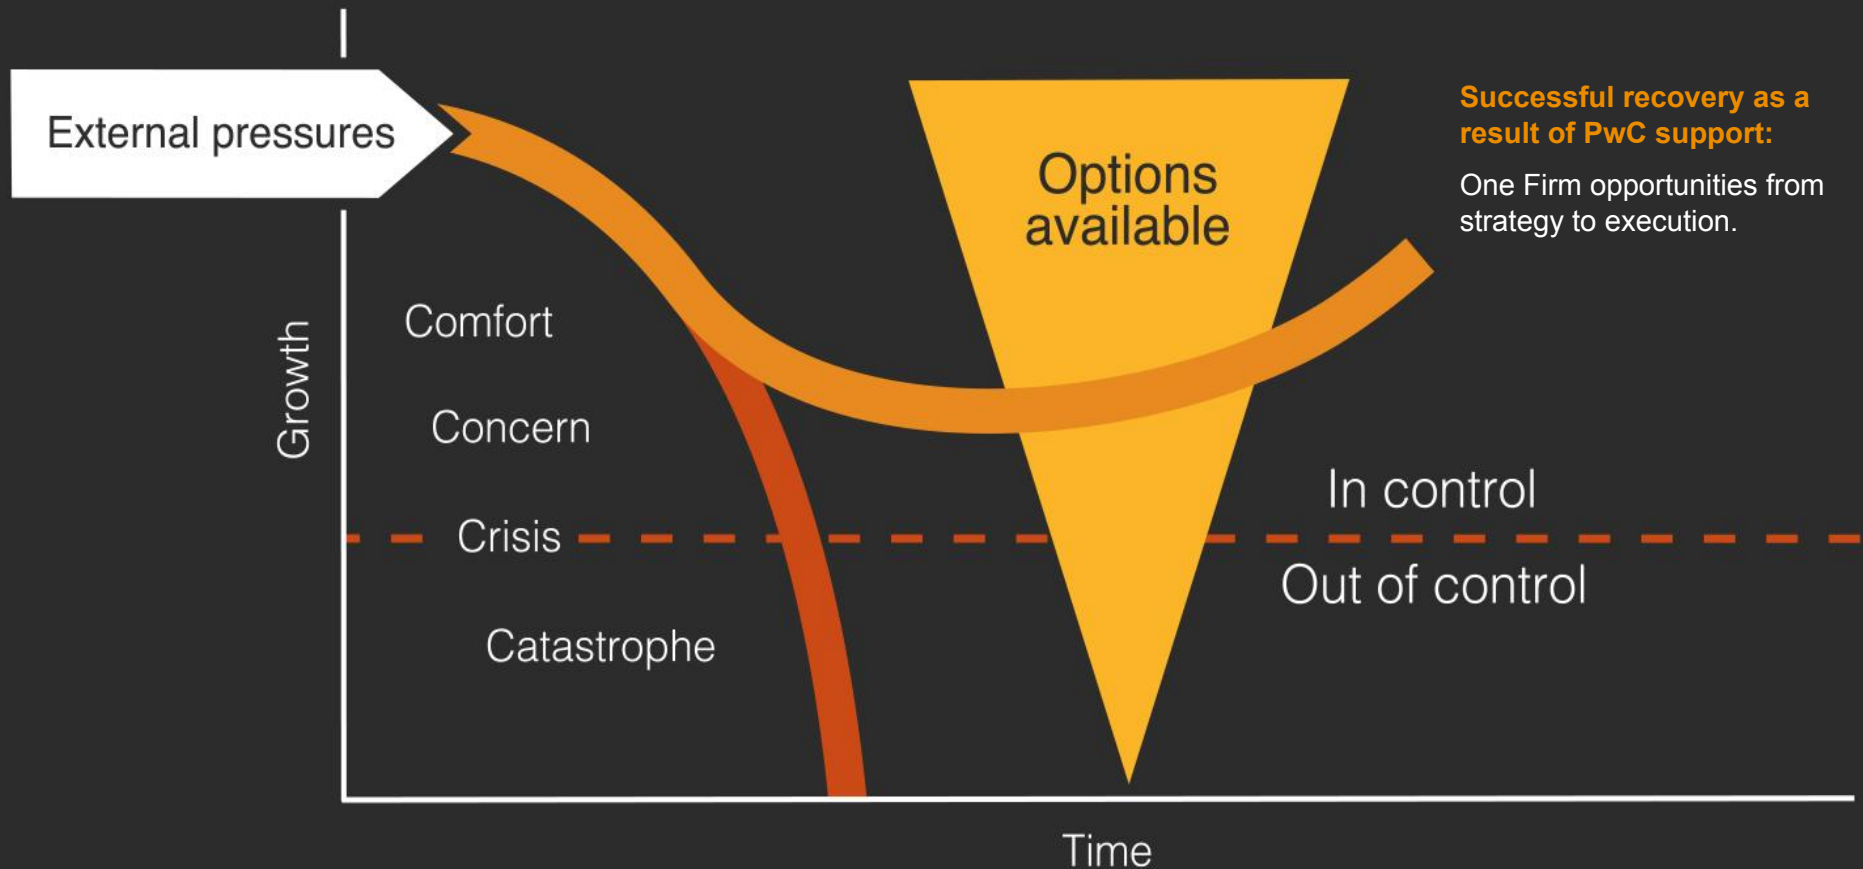 External pressures
Options
available
Successful recovery as a
result of PwC support:
One Firm opportunities from
strategy to execution.
Growth
Comfort
Concern
Crisis
Catastrophe
In control
Out of control
Time